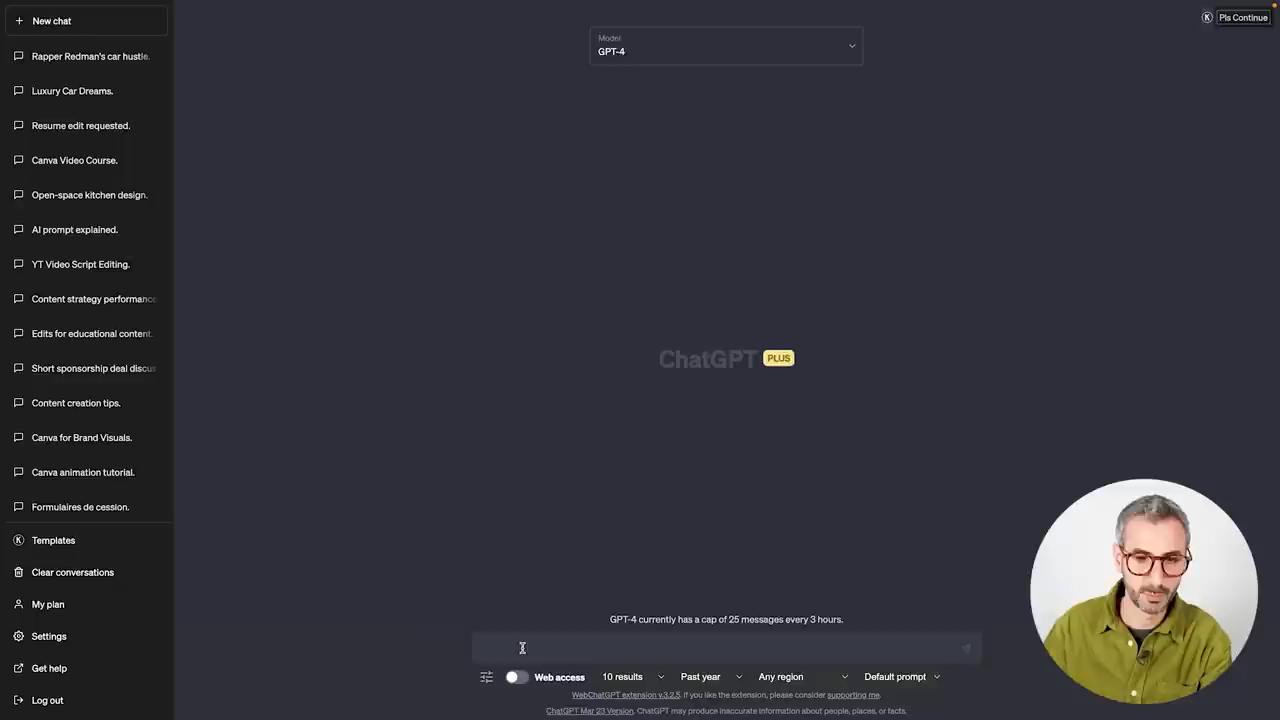 New chat
Rapper Redman's car hustle.
Luxury Car Dreams.
Resume edit requested.
Canva Video Course.
Open-space kitchen design.
AI prompt explained.
YT Video Script Editing.
Content strategy performance
Edits for educational content.
Short sponsorship deal discus
Content creation tips.
Canva for Brand Visuals.
Canva animation tutorial.
Formulaires de cession.
Templates
Clear conversations
My plan
Settings
Get help
Log out
Model
GPT-4
K Pls Continue
ChatGPT PLUS
GPT-4 currently has a cap of 25 messages every 3 hours.
Web access 10 results Past year Any region Default prompt
WebChatGPT extension v.3.2.5. If you like the extension, please consider supporting me.
ChatGPT Mar 23 Version. ChatGPT may produce inaccurate information about people, places, or facts.